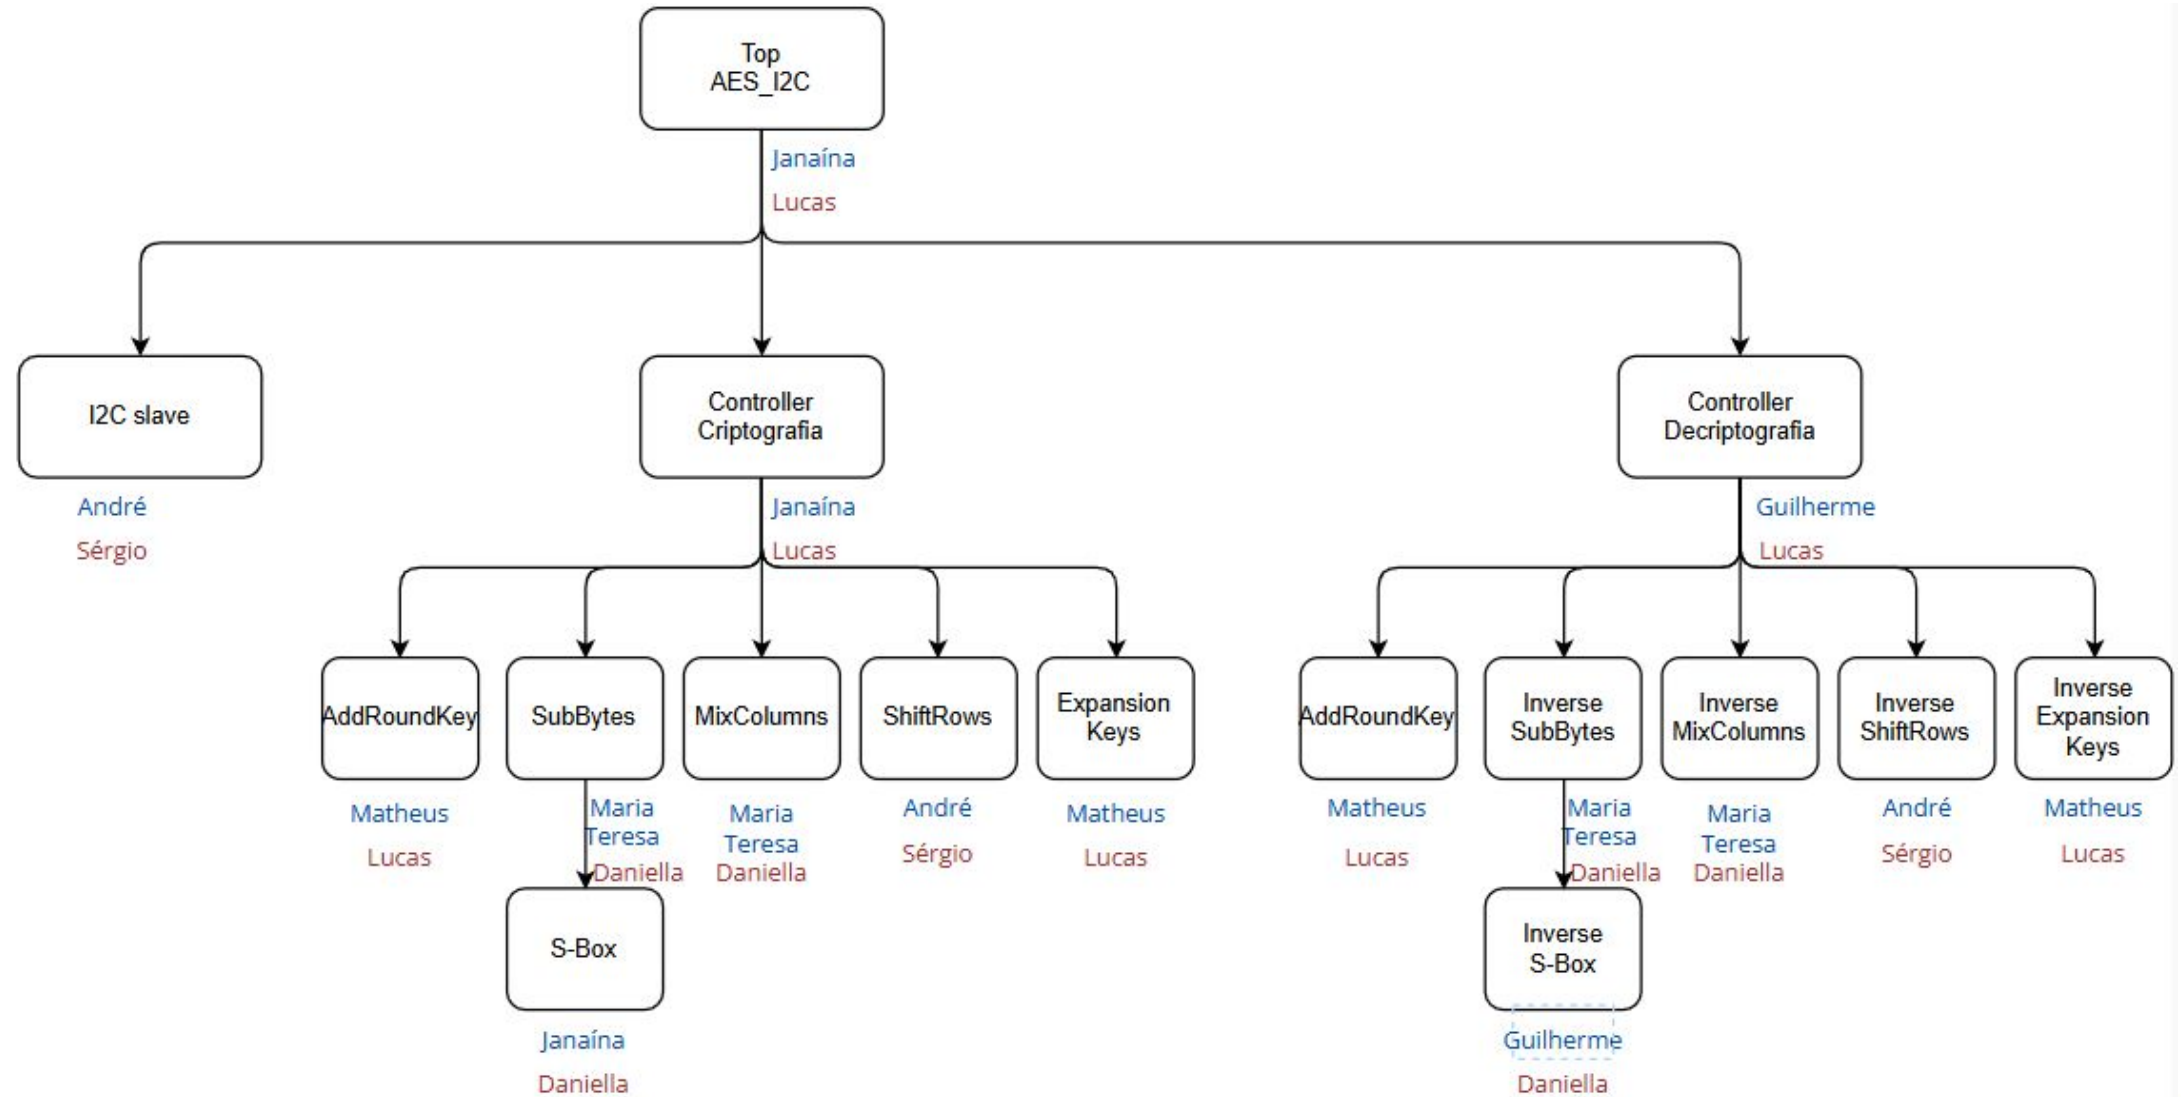 Top
AES_I2C
Janaína
Lucas
I2C slave
André
Sérgio
Controller
Criptografia
Janaína
Lucas
Controller
Decriptografia
Guilherme
Lucas
AddRoundKey
Matheus
Lucas
SubBytes
Maria
Teresa
Daniella
MixColumns
Maria
Teresa
Daniella
ShiftRows
André
Sérgio
Expansion
Keys
Matheus
Lucas
S-Box
Janaína
Daniella
AddRoundKey
Matheus
Lucas
Inverse
SubBytes
Maria
Teresa
Daniella
Inverse
MixColumns
Maria
Teresa
Daniella
Inverse
ShiftRows
André
Sérgio
Inverse
Expansion
Keys
Matheus
Lucas
Inverse
S-Box
Guilherme
Daniella